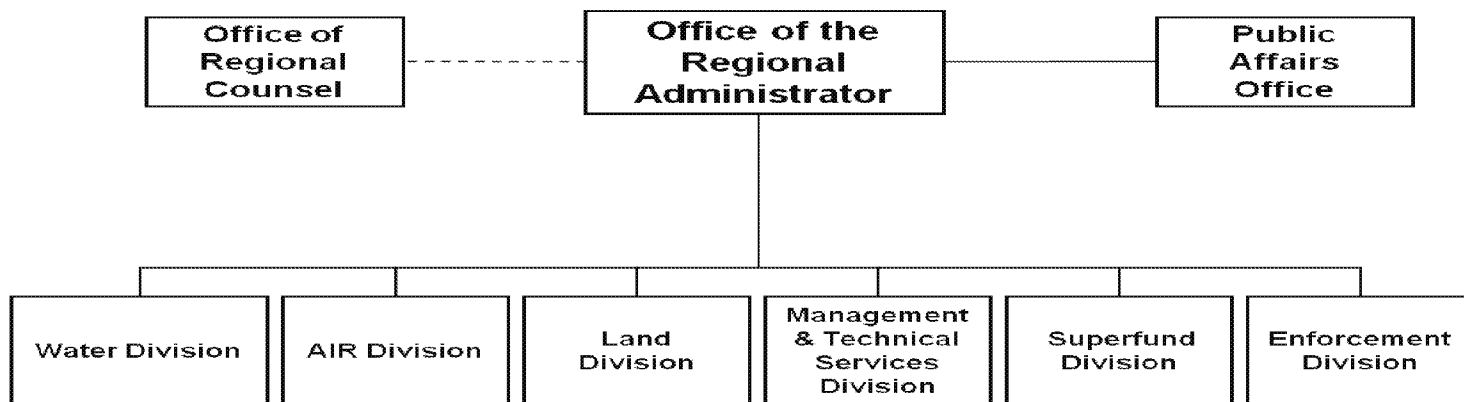 Office of
Regional
Counsel
Office of the
Regional
Administrator
Public
Affairs
Office
Water Division
AIR Division
Land
Division
Management
& Technical
Services
Division
Superfund
Division
Enforcement
Division